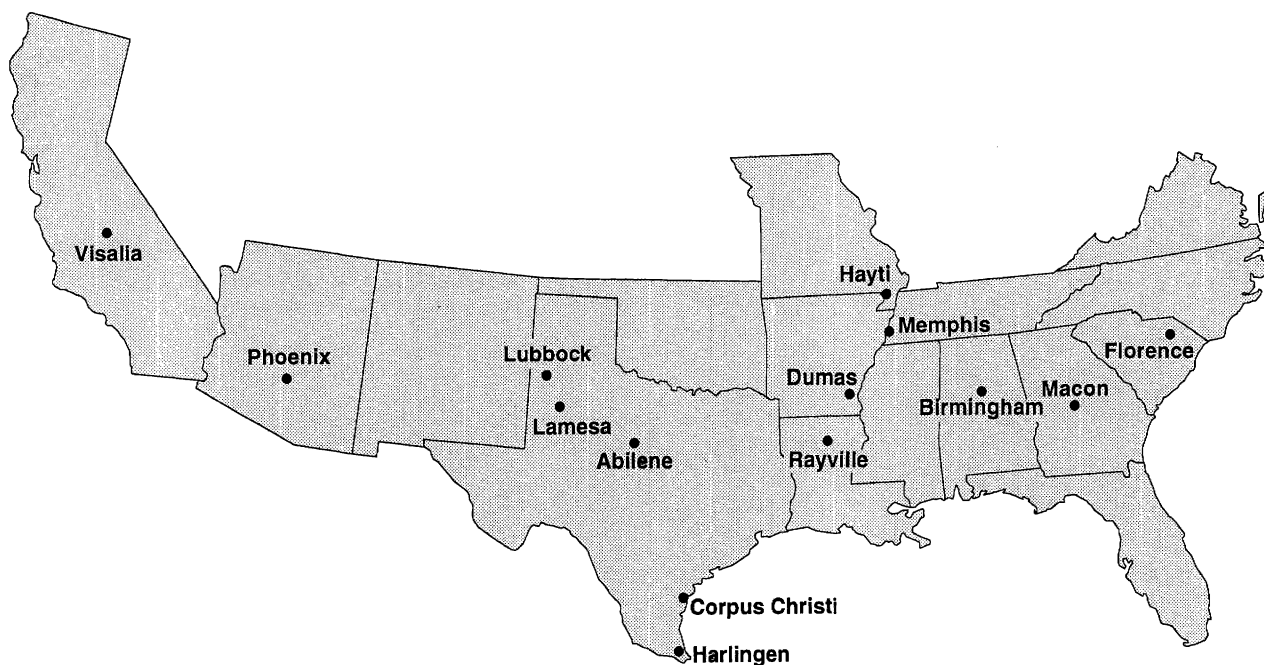 Visalia
Hayti
Memphis
Phoenix
Lubbock
Florence
Dumas
Macon
Birmingham
Lamesa
Abilene
Rayville
Corpus Christi
Harlingen